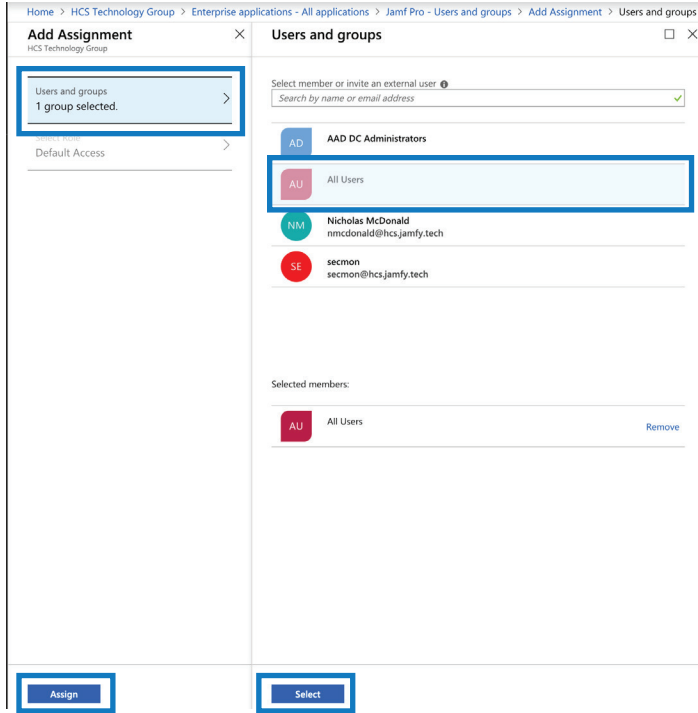 Home > HCS Technology Group > Enterprise applications - All applications > Jamf Pro - Users and groups > Add Assignment > Users and groups
Add Assignment
HCS Technology Group
Users and groups
1 group selected.
Select Role
Default Access
Assign
Users and groups
Select member or invite an external user
Search by name or email address
AD
AAD DC Administrators
AU
All Users
NM
Nicholas McDonald
nmcdonald@hcs.jamfy.tech
SE
secmon
secmon@hcs.jamfy.tech
Selected members:
AU
All Users
Remove
Select